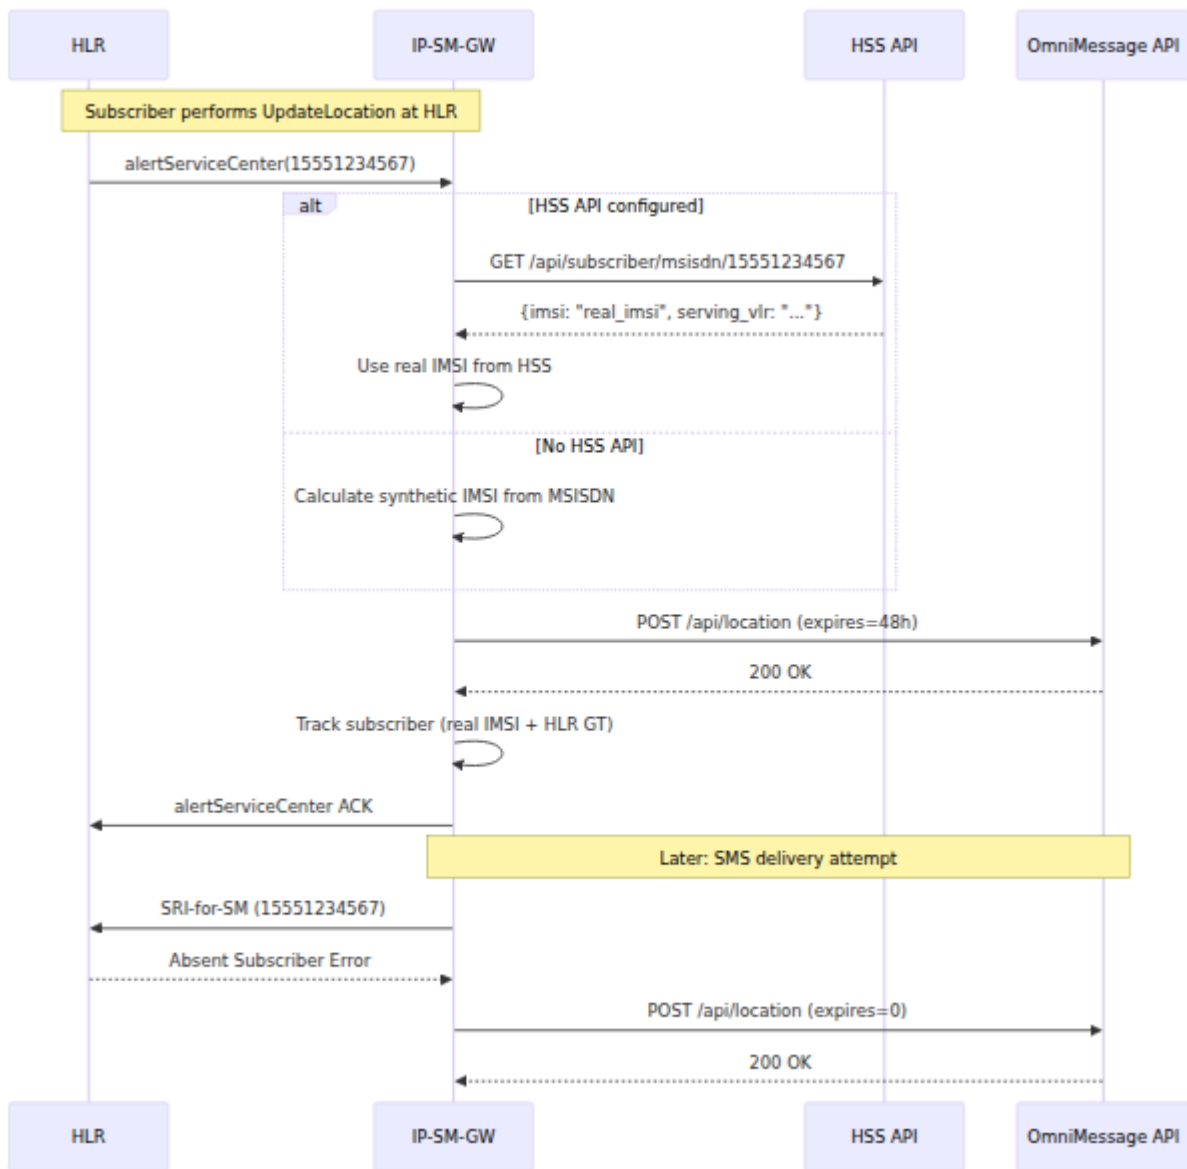 HLR
IP-SM-GW
HSS API
OmniMessage API
Subscriber performs UpdateLocation at HLR
alertServiceCenter(15551234567)
alt
[HSS API configured]
GET /api/subscriber/msisdn/15551234567
{imsi: "real_imsi", serving_vlr: "..."}
Use real IMSI from HSS
[No HSS API]
Calculate synthetic IMSI from MSISDN
POST /api/location (expires=48h)
200 OK
Track subscriber (real IMSI + HLR GT)
alertServiceCenter ACK
Later: SMS delivery attempt
SRI-for-SM (15551234567)
Absent Subscriber Error
POST /api/location (expires=0)
200 OK
HLR
IP-SM-GW
HSS API
OmniMessage API